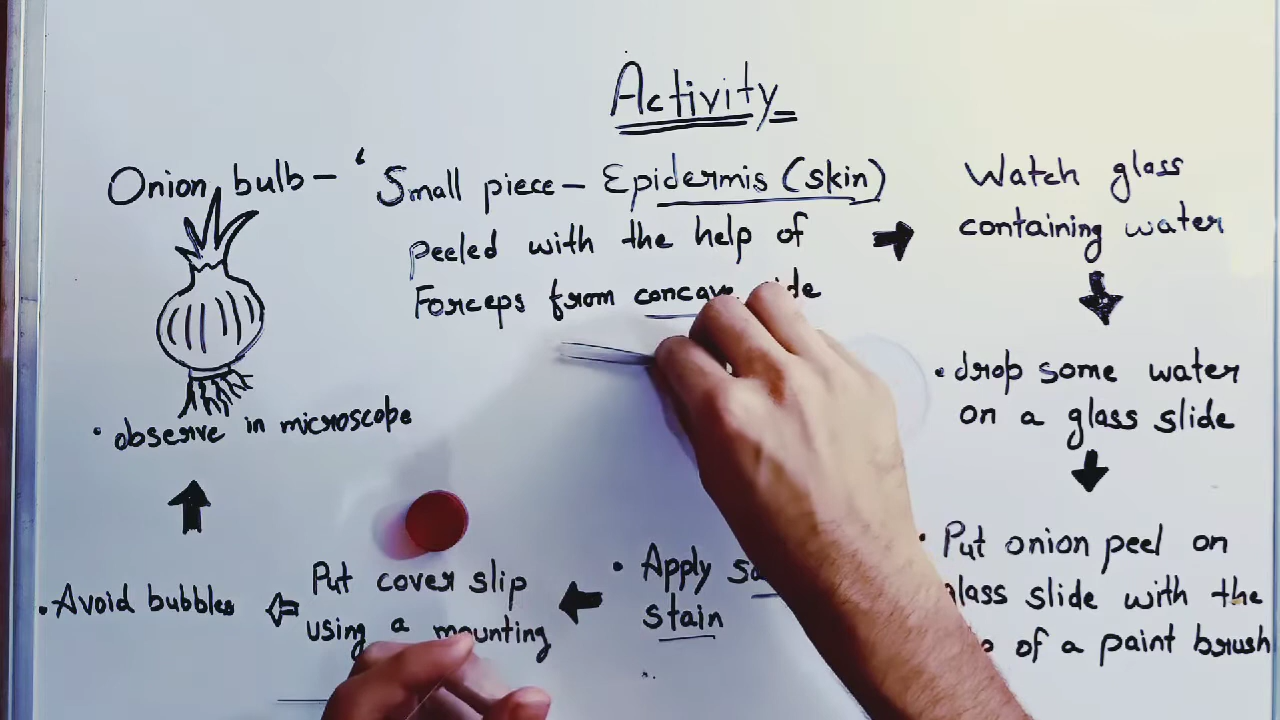 Activity
Onion bulb - Small piece - Epidermis (skin)
peeled with the help of
Forceps from
Watch glass
containing water
• drop some water
on a glass slide
• Put onion peel on
slide with the
of a paint brush
• Apply
stain
Put cover slip
using a mounting
• Avoid bubbles
• observe in microscope